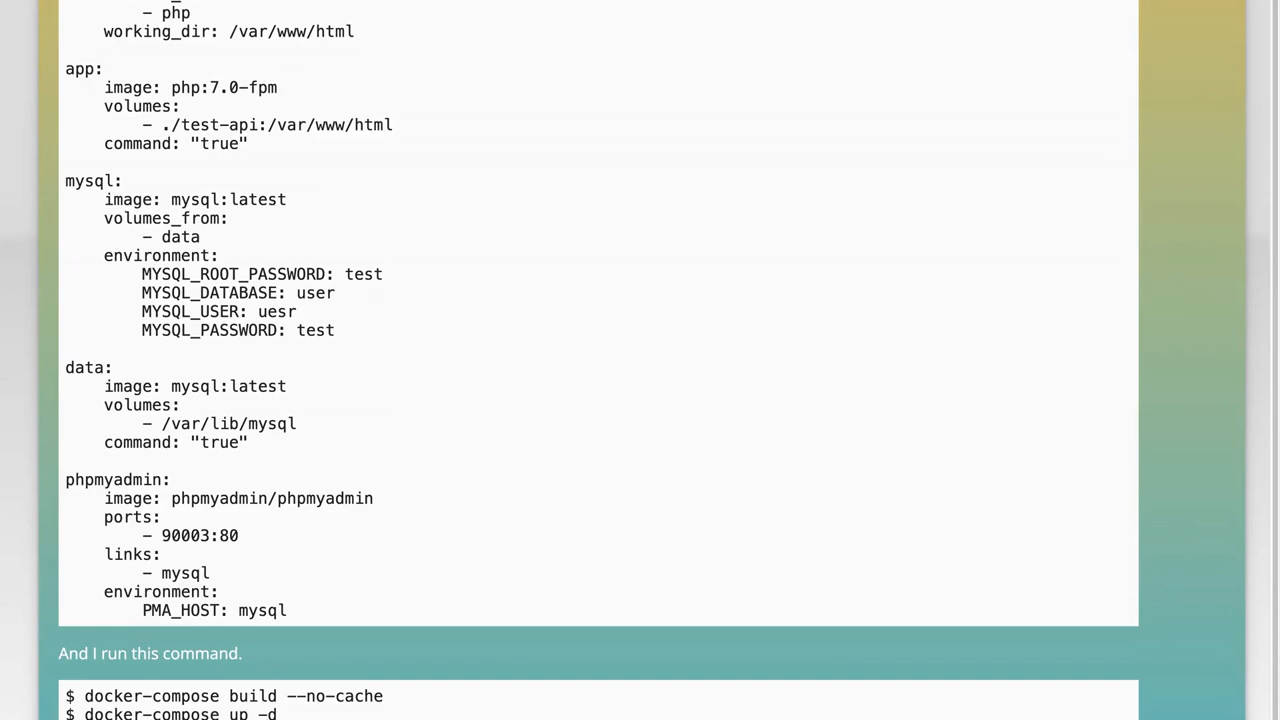 - php
working_dir: /var/www/html
app:
image: php:7.0-fpm
volumes:
- ./test-api:/var/www/html
command: "true"
mysql:
image: mysql:latest
volumes_from:
- data
environment:
MYSQL_ROOT_PASSWORD: test
MYSQL_DATABASE: user
MYSQL_USER: uesr
MYSQL_PASSWORD: test
data:
image: mysql:latest
volumes:
- /var/lib/mysql
command: "true"
phpmyadmin:
image: phpmyadmin/phpmyadmin
ports:
- 90003:80
links:
- mysql
environment:
PMA_HOST: mysql
And I run this command.
$ docker-compose build --no-cache
$ docker-compose up -d